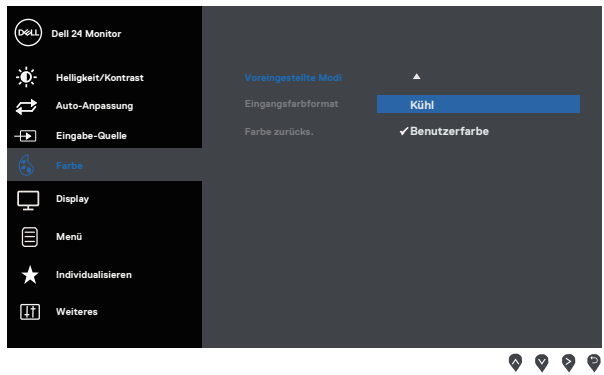 DELL Dell 24 Monitor
Helligkeit/Kontrast
Auto-Anpassung
Eingabe-Quelle
Farbe
Display
Menü
Individualisieren
Weiteres
Voreingestellte Modi
Eingangsfarbformat
Kühl
Farbe zurücks.
✓Benutzerfarbe